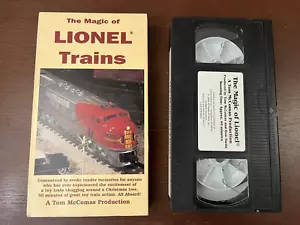 The Magic of
LIONEL®
Trains
Guaranteed to evoke tender memories for anyone
who has ever experienced the excitement of
a toy train chugging around a Christmas tree.
60 minutes of great toy train action. All Aboard!
A Tom McComas Production
The Magic of Lionel®
A Tom McComas Production